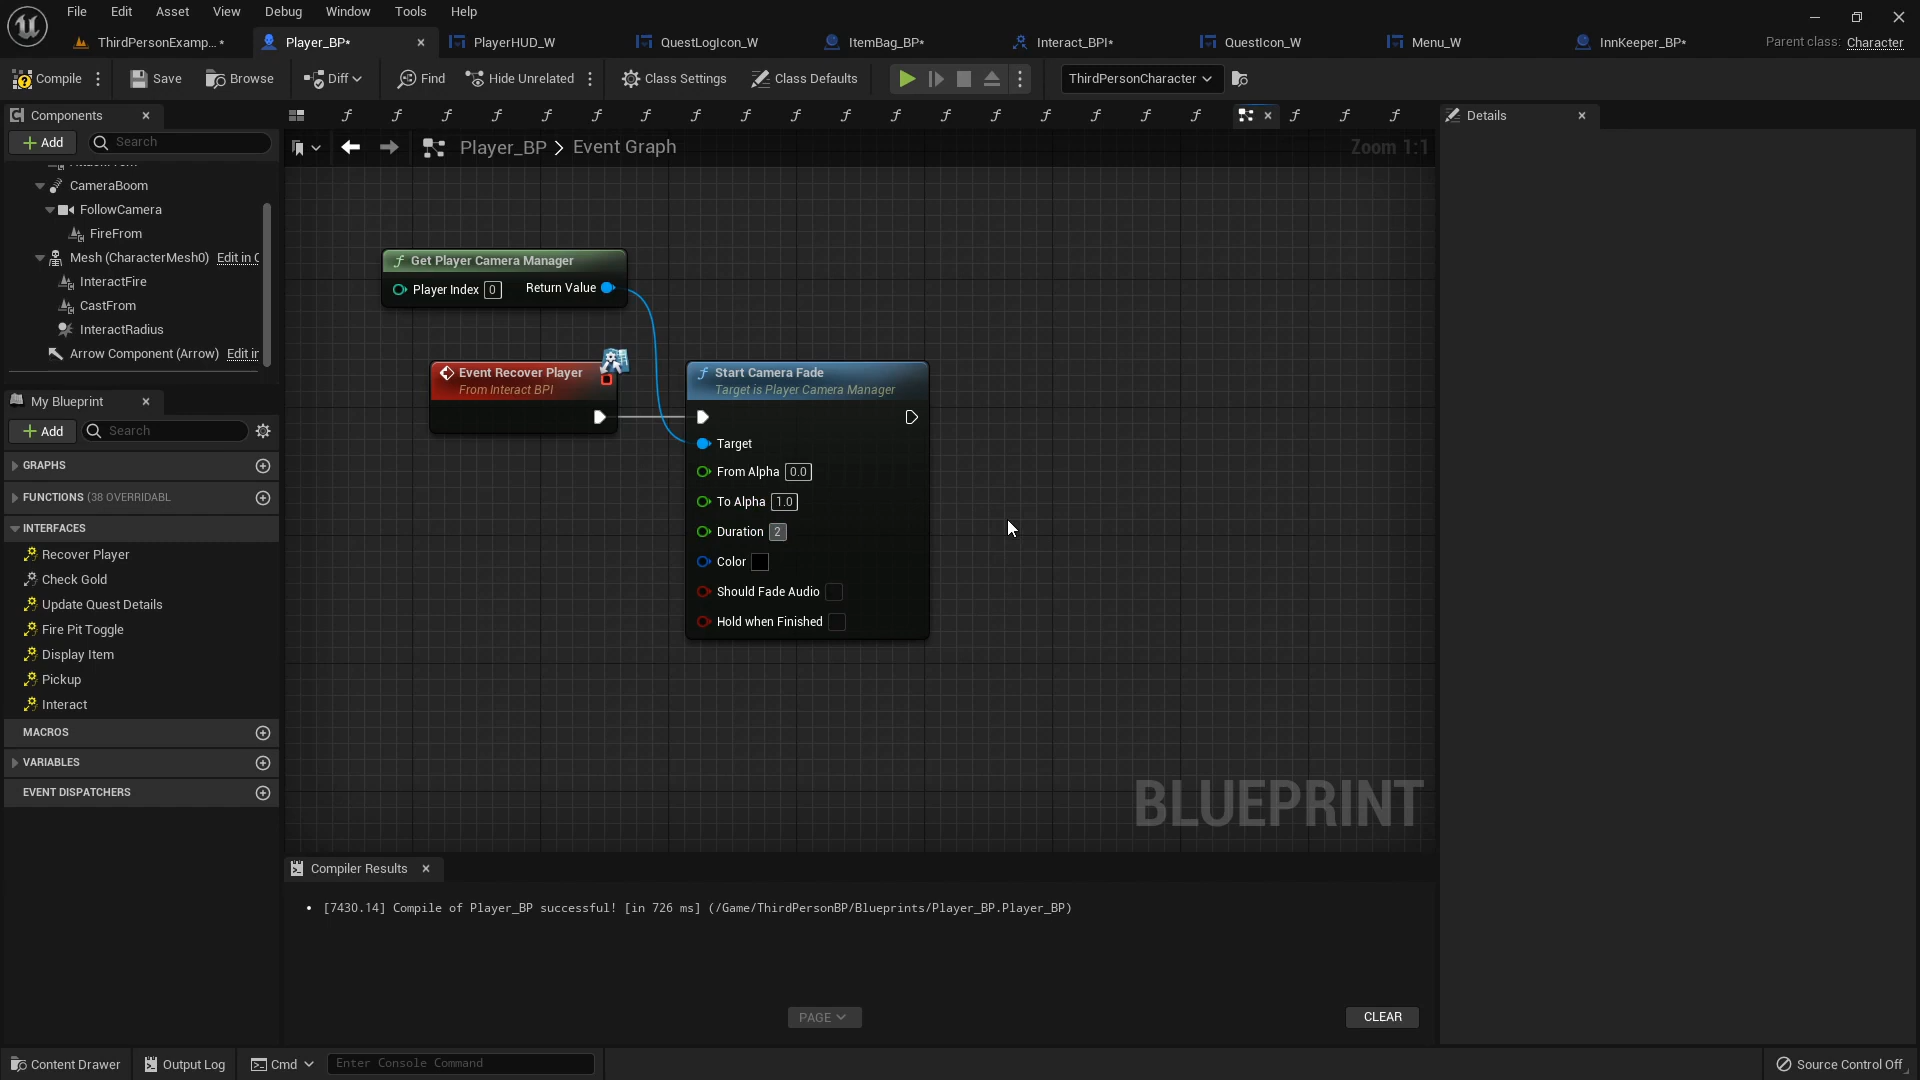 File Edit Asset View Debug Window Tools Help
ThirdPersonExamp...* Player_BP* PlayerHUD_W QuestLogIcon_W ItemBag_BP* Interact_BPI* QuestIcon_W Menu_W InnKeeper_BP* Parent class: Character
Compile Save Browse Diff Find Hide Unrelated Class Settings Class Defaults ThirdPersonCharacter
Components
Add Search
CameraBoom
FollowCamera
FireFrom
Mesh (CharacterMesh0) Edit in C
InteractFire
CastFrom
InteractRadius
Arrow Component (Arrow) Edit in
My Blueprint
Add Search
GRAPHS
FUNCTIONS (38 OVERRIDABL
INTERFACES
Recover Player
Check Gold
Update Quest Details
Fire Pit Toggle
Display Item
Pickup
Interact
MACROS
VARIABLES
EVENT DISPATCHERS
Player_BP > Event Graph
Zoom 1:1
Get Player Camera Manager
Player Index 0 Return Value
Event Recover Player
From Interact BPI
Start Camera Fade
Target is Player Camera Manager
Target
From Alpha 0.0
To Alpha 1.0
Duration 2
Color
Should Fade Audio
Hold when Finished
BLUEPRINT
Compiler Results
[7430.14] Compile of Player_BP successful! [in 726 ms] (/Game/ThirdPersonBP/Blueprints/Player_BP.Player_BP)
PAGE
CLEAR
Details
Content Drawer Output Log Cmd Enter Console Command Source Control Off